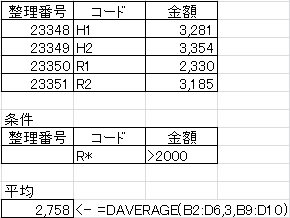 整理番号 コード 金額
23348 H1 3,281
23349 H2 3,354
23350 R1 2,330
23351 R2 3,185
条件
整理番号 コード 金額
R* >2000
平均
2,758 <- =DAVERAGE(B2:D6,3,B9:D10)